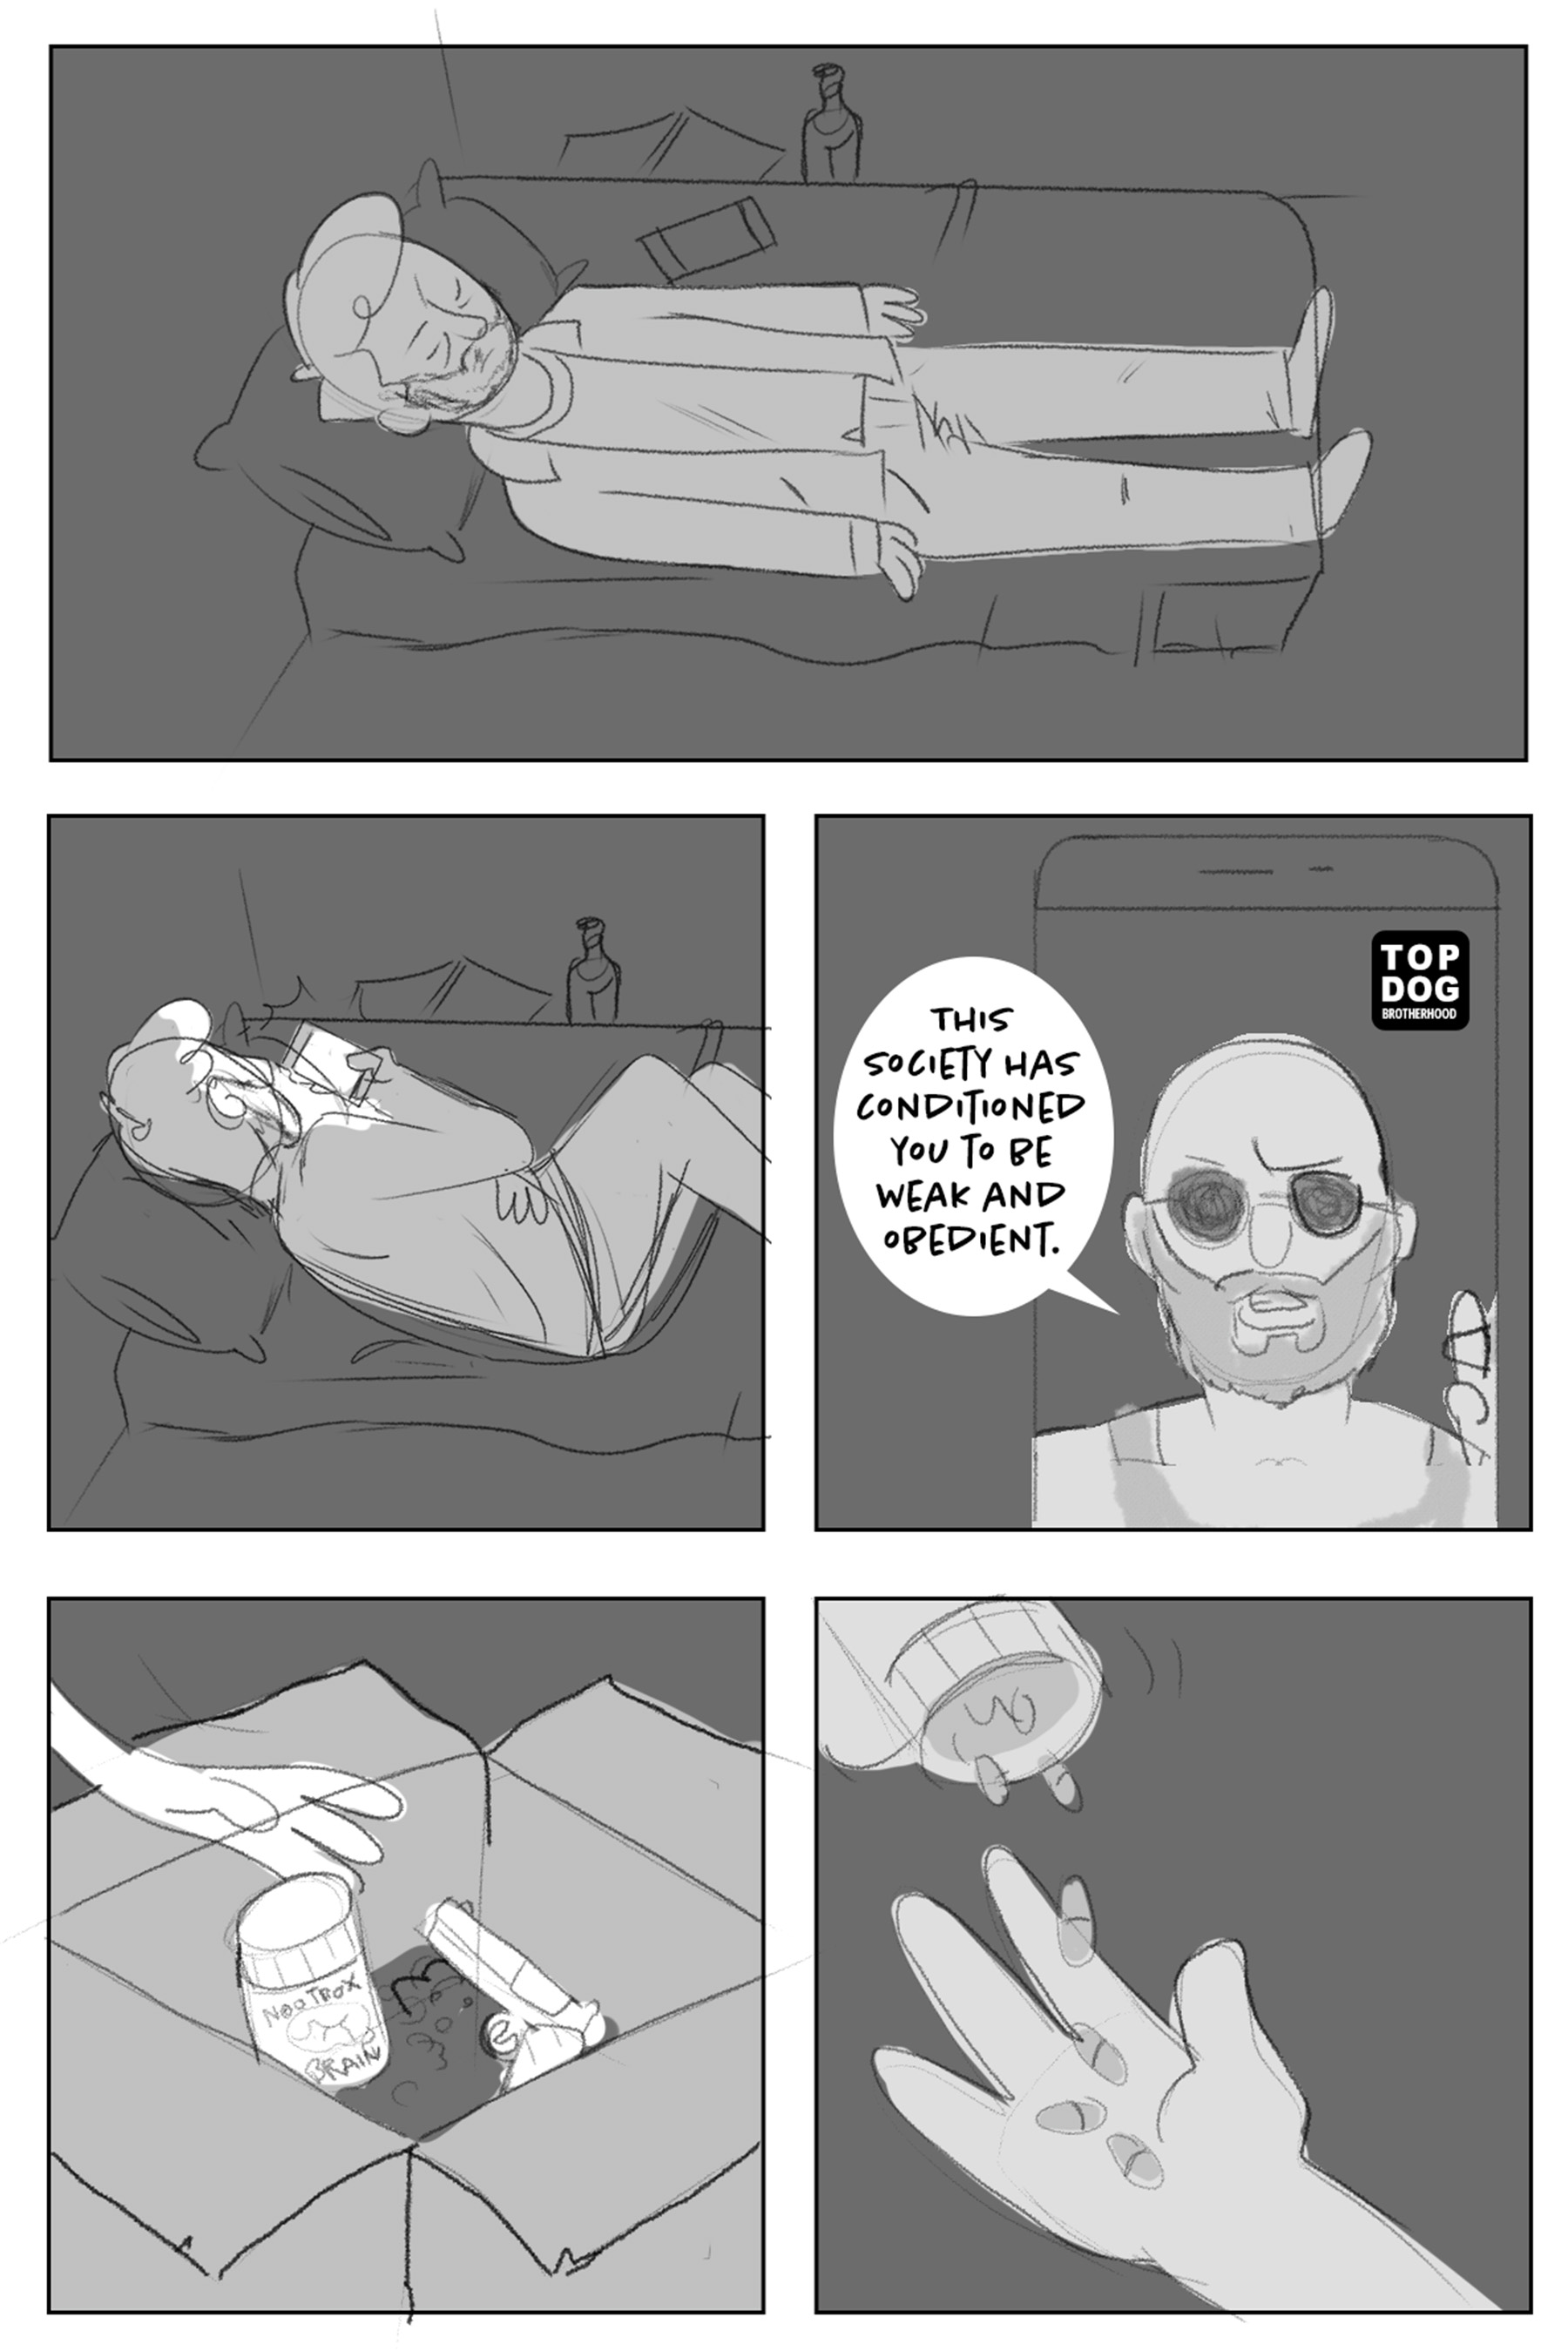 TOP
DOG
BROTHERHOOD
THIS
SOCIETY HAS
CONDITIONED
YOU TO BE
WEAK AND
OBEDIENT.
NOOTROX
BRAIN